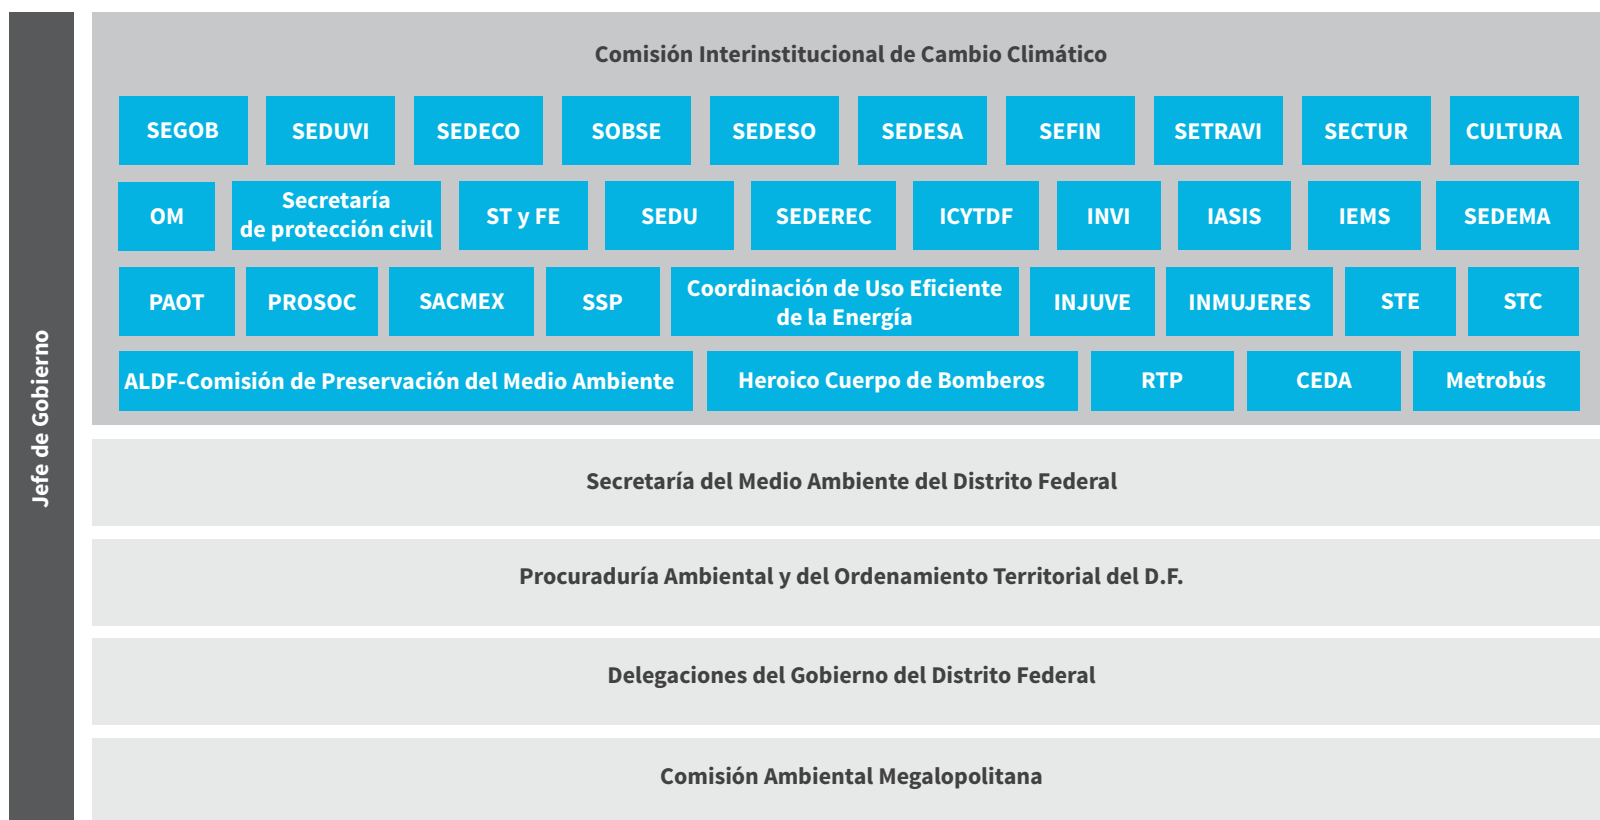 Jefe de Gobierno
Comisión Interinstitucional de Cambio Climático
SEGOB
SEDUVI
SEDECO
SOBSE
SEDESO
SEDESA
SEFIN
SETRAVI
SECTUR
CULTURA
OM
Secretaría
de protección civil
ST y FE
SEDU
SEDEREC
ICYTDF
INVI
IASIS
IEMS
SEDEMA
PAOT
PROSOC
SACMEX
SSP
Coordinación de Uso Eficiente
de la Energía
INJUVE
INMUJERES
STE
STC
ALDF-Comisión de Preservación del Medio Ambiente
Heroico Cuerpo de Bomberos
RTP
CEDA
Metrobús
Secretaría del Medio Ambiente del Distrito Federal
Procuraduría Ambiental y del Ordenamiento Territorial del D.F.
Delegaciones del Gobierno del Distrito Federal
Comisión Ambiental Megalopolitana